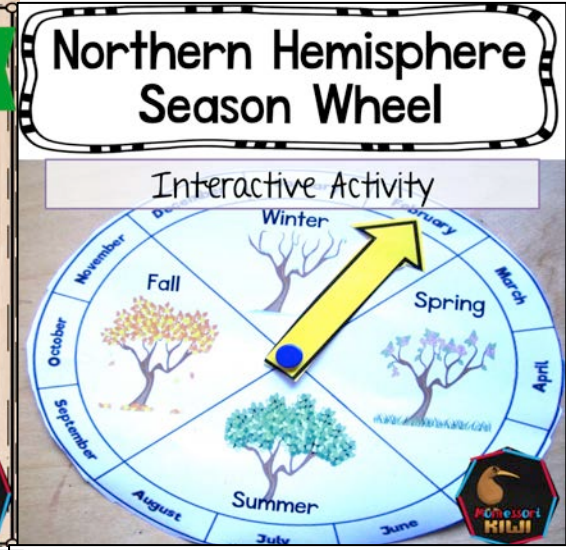 Northern Hemisphere
Season Wheel
Interactive Activity
February
Winter
November
March
Fall
Spring
October
April
September
Summer
August
June
July
Montessori
KIWI